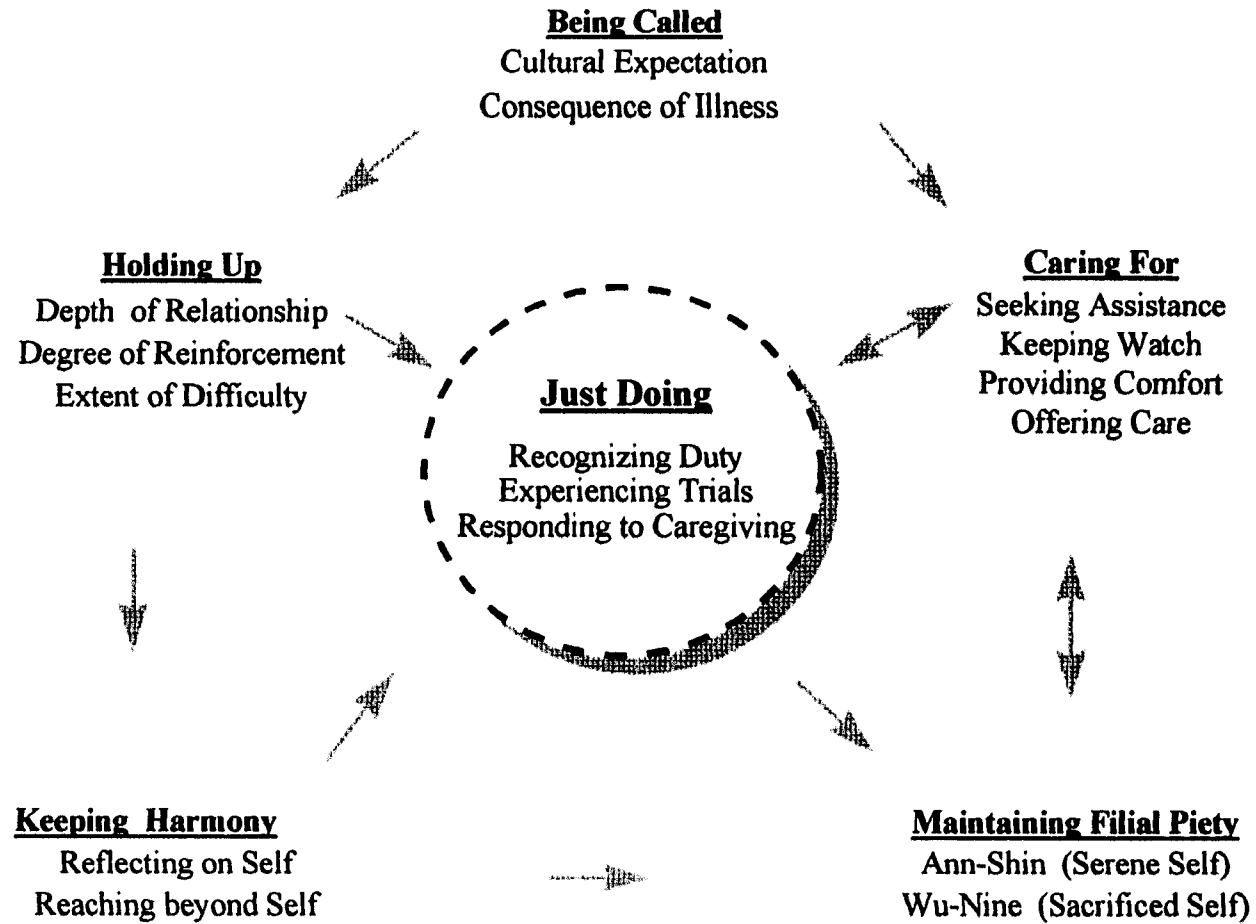 Being Called
Cultural Expectation
Consequence of Illness
Holding Up
Depth of Relationship
Degree of Reinforcement
Extent of Difficulty
Caring For
Seeking Assistance
Keeping Watch
Providing Comfort
Offering Care
Just Doing
Recognizing Duty
Experiencing Trials
Responding to Caregiving
Keeping Harmony
Reflecting on Self
Reaching beyond Self
Maintaining Filial Piety
Ann-Shin (Serene Self)
Wu-Nine (Sacrificed Self)